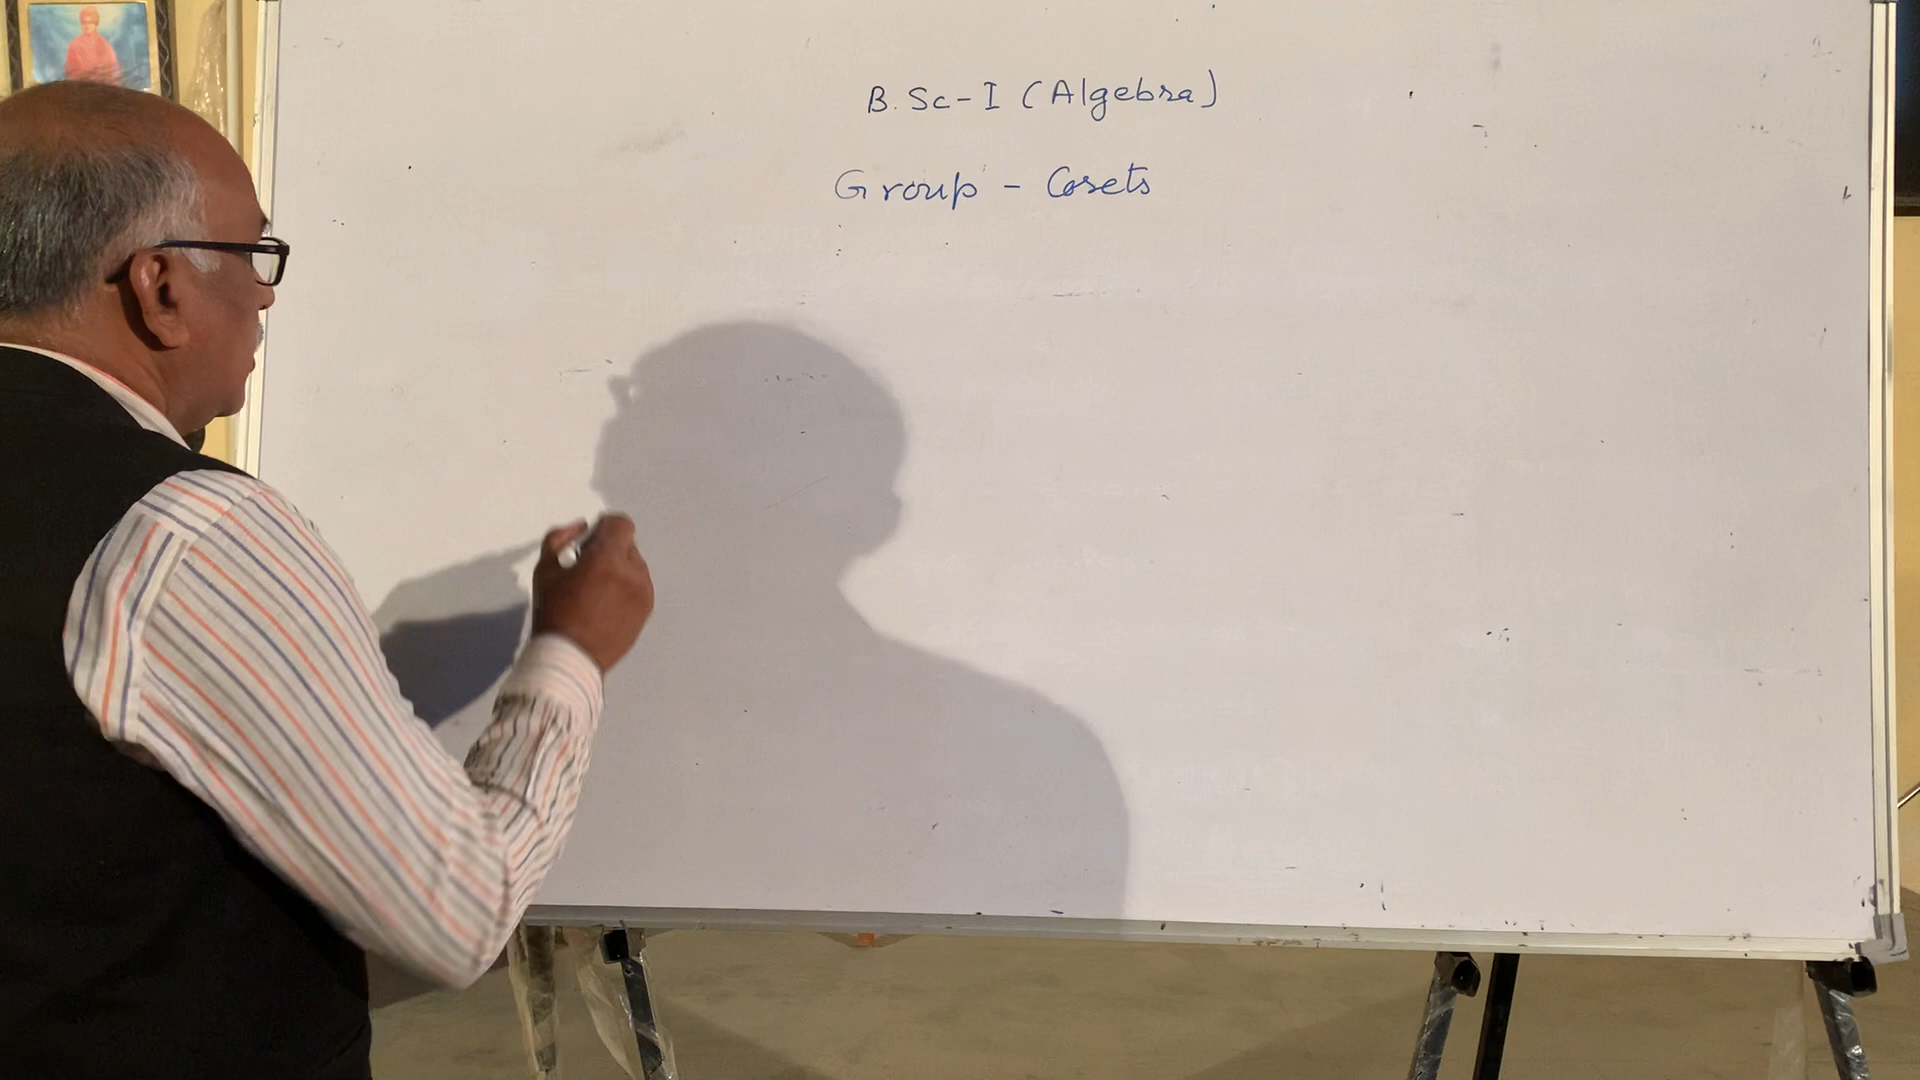 B. Sc - I (Algebra)
Group - Cosets